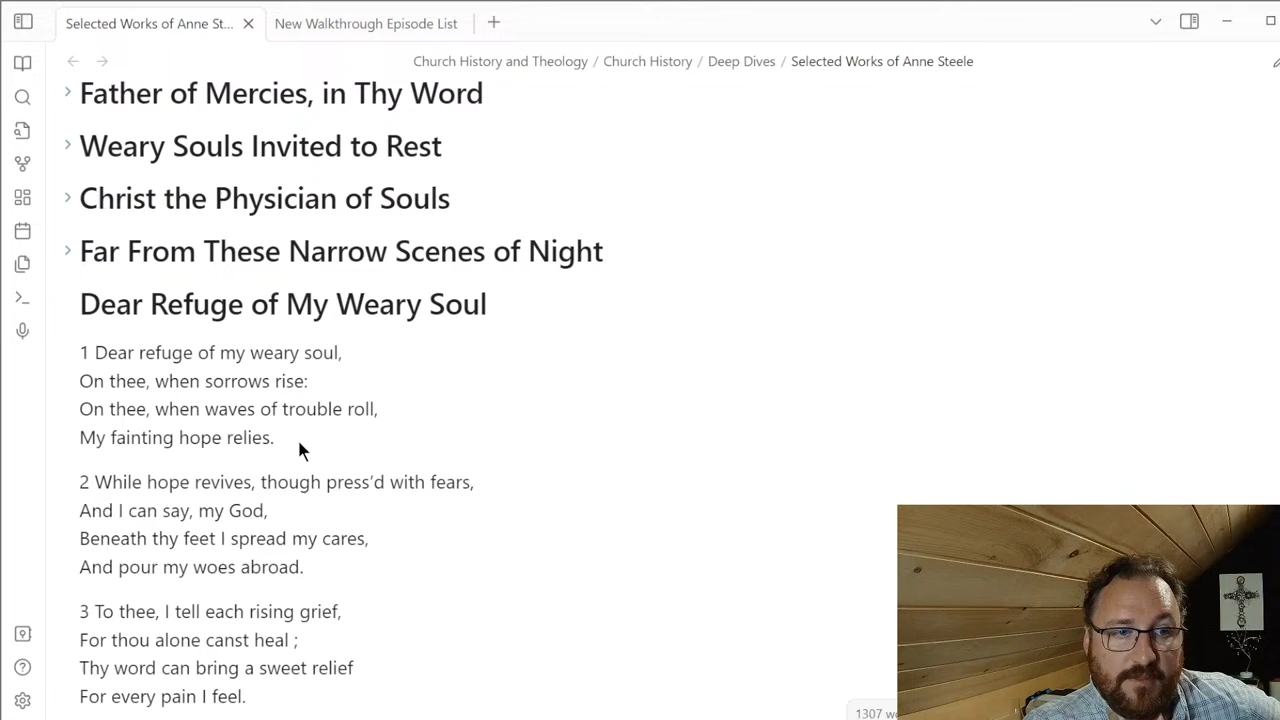 Selected Works of Anne St...
New Walkthrough Episode List
Church History and Theology / Church History / Deep Dives / Selected Works of Anne Steele
Father of Mercies, in Thy Word
Weary Souls Invited to Rest
Christ the Physician of Souls
Far From These Narrow Scenes of Night
Dear Refuge of My Weary Soul
1 Dear refuge of my weary soul,
On thee, when sorrows rise:
On thee, when waves of trouble roll,
My fainting hope relies.
2 While hope revives, though press'd with fears,
And I can say, my God,
Beneath thy feet I spread my cares,
And pour my woes abroad.
3 To thee, I tell each rising grief,
For thou alone canst heal ;
Thy word can bring a sweet relief
For every pain I feel.
1307